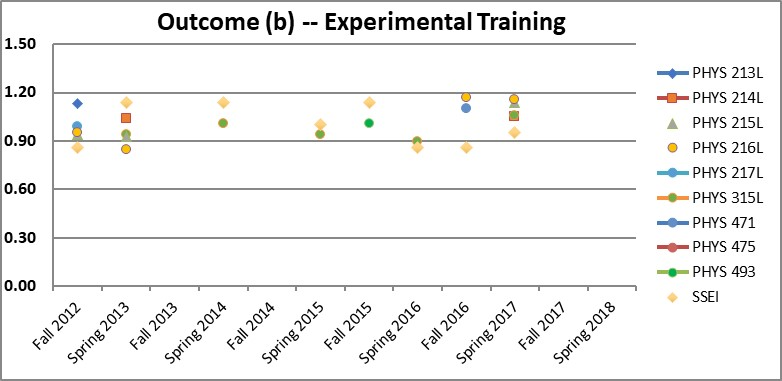 Outcome (b) -- Experimental Training
1.50
1.20
0.90
0.60
0.30
0.00
Fall 2012
Spring 2013
Fall 2013
Spring 2014
Fall 2014
Spring 2015
Fall 2015
Spring 2016
Fall 2016
Spring 2017
Fall 2017
Spring 2018
PHYS 213L
PHYS 214L
PHYS 215L
PHYS 216L
PHYS 217L
PHYS 315L
PHYS 471
PHYS 475
PHYS 493
SSEI